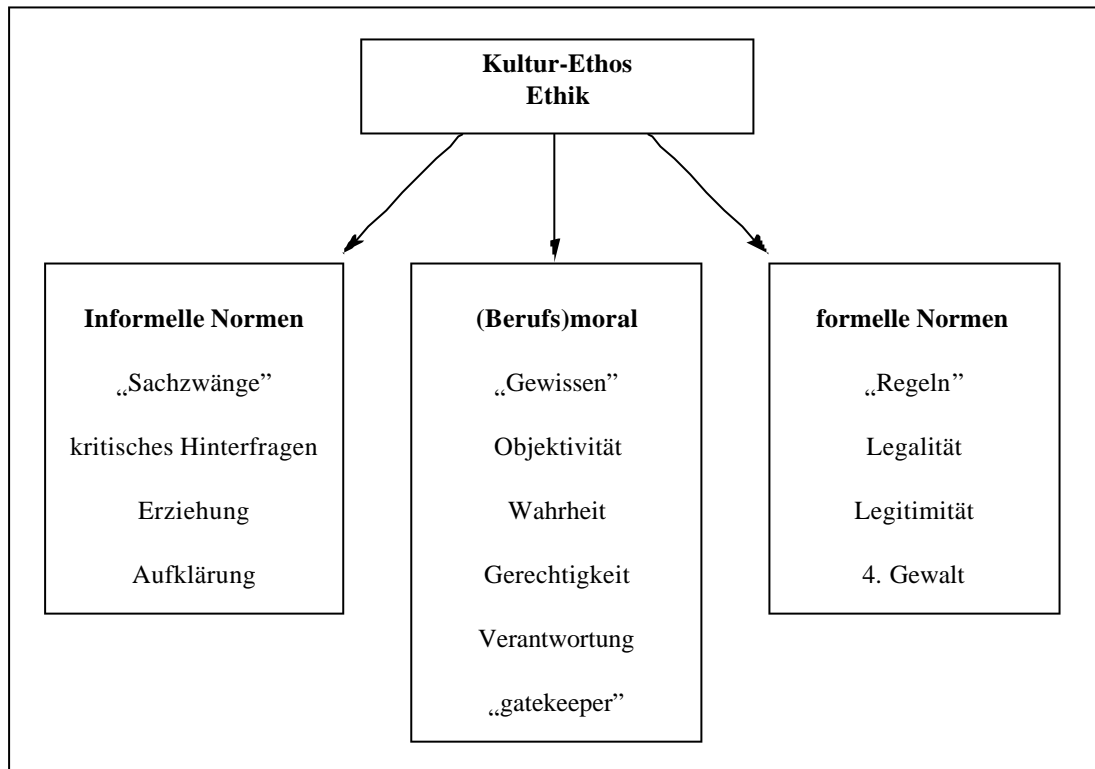 Kultur-Ethos
Ethik
Informelle Normen
„Sachzwänge”
kritisches Hinterfragen
Erziehung
Aufklärung
(Berufs)moral
„Gewissen”
Objektivität
Wahrheit
Gerechtigkeit
Verantwortung
„gatekeeper”
formelle Normen
„Regeln”
Legalität
Legitimität
4. Gewalt